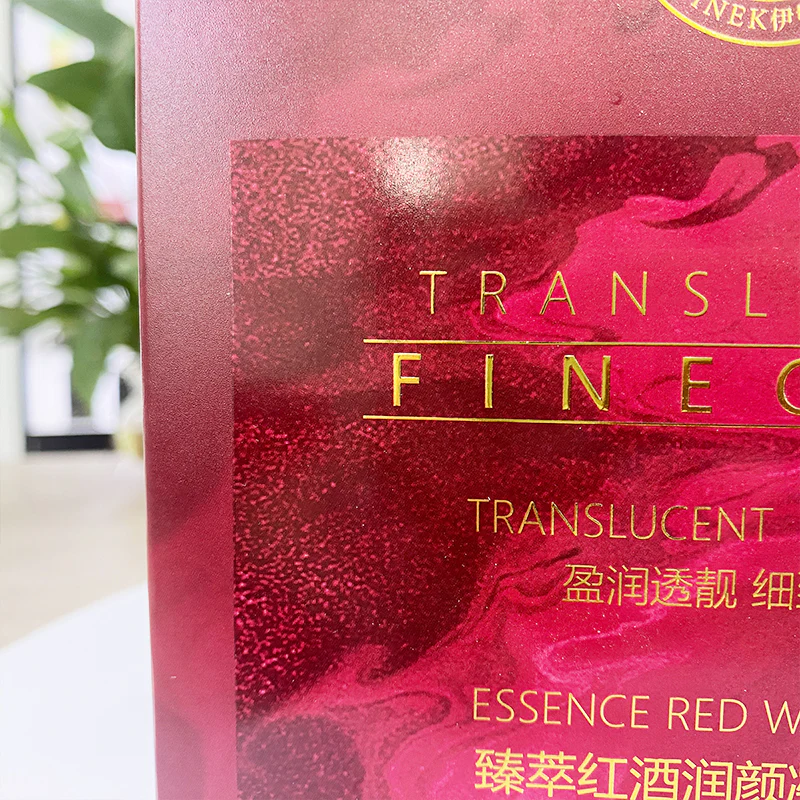 INEK伊
TRANSL
FINE
TRANSLUCENT
盈润透靓 细
ESSENCE RED W
臻萃红酒润颜